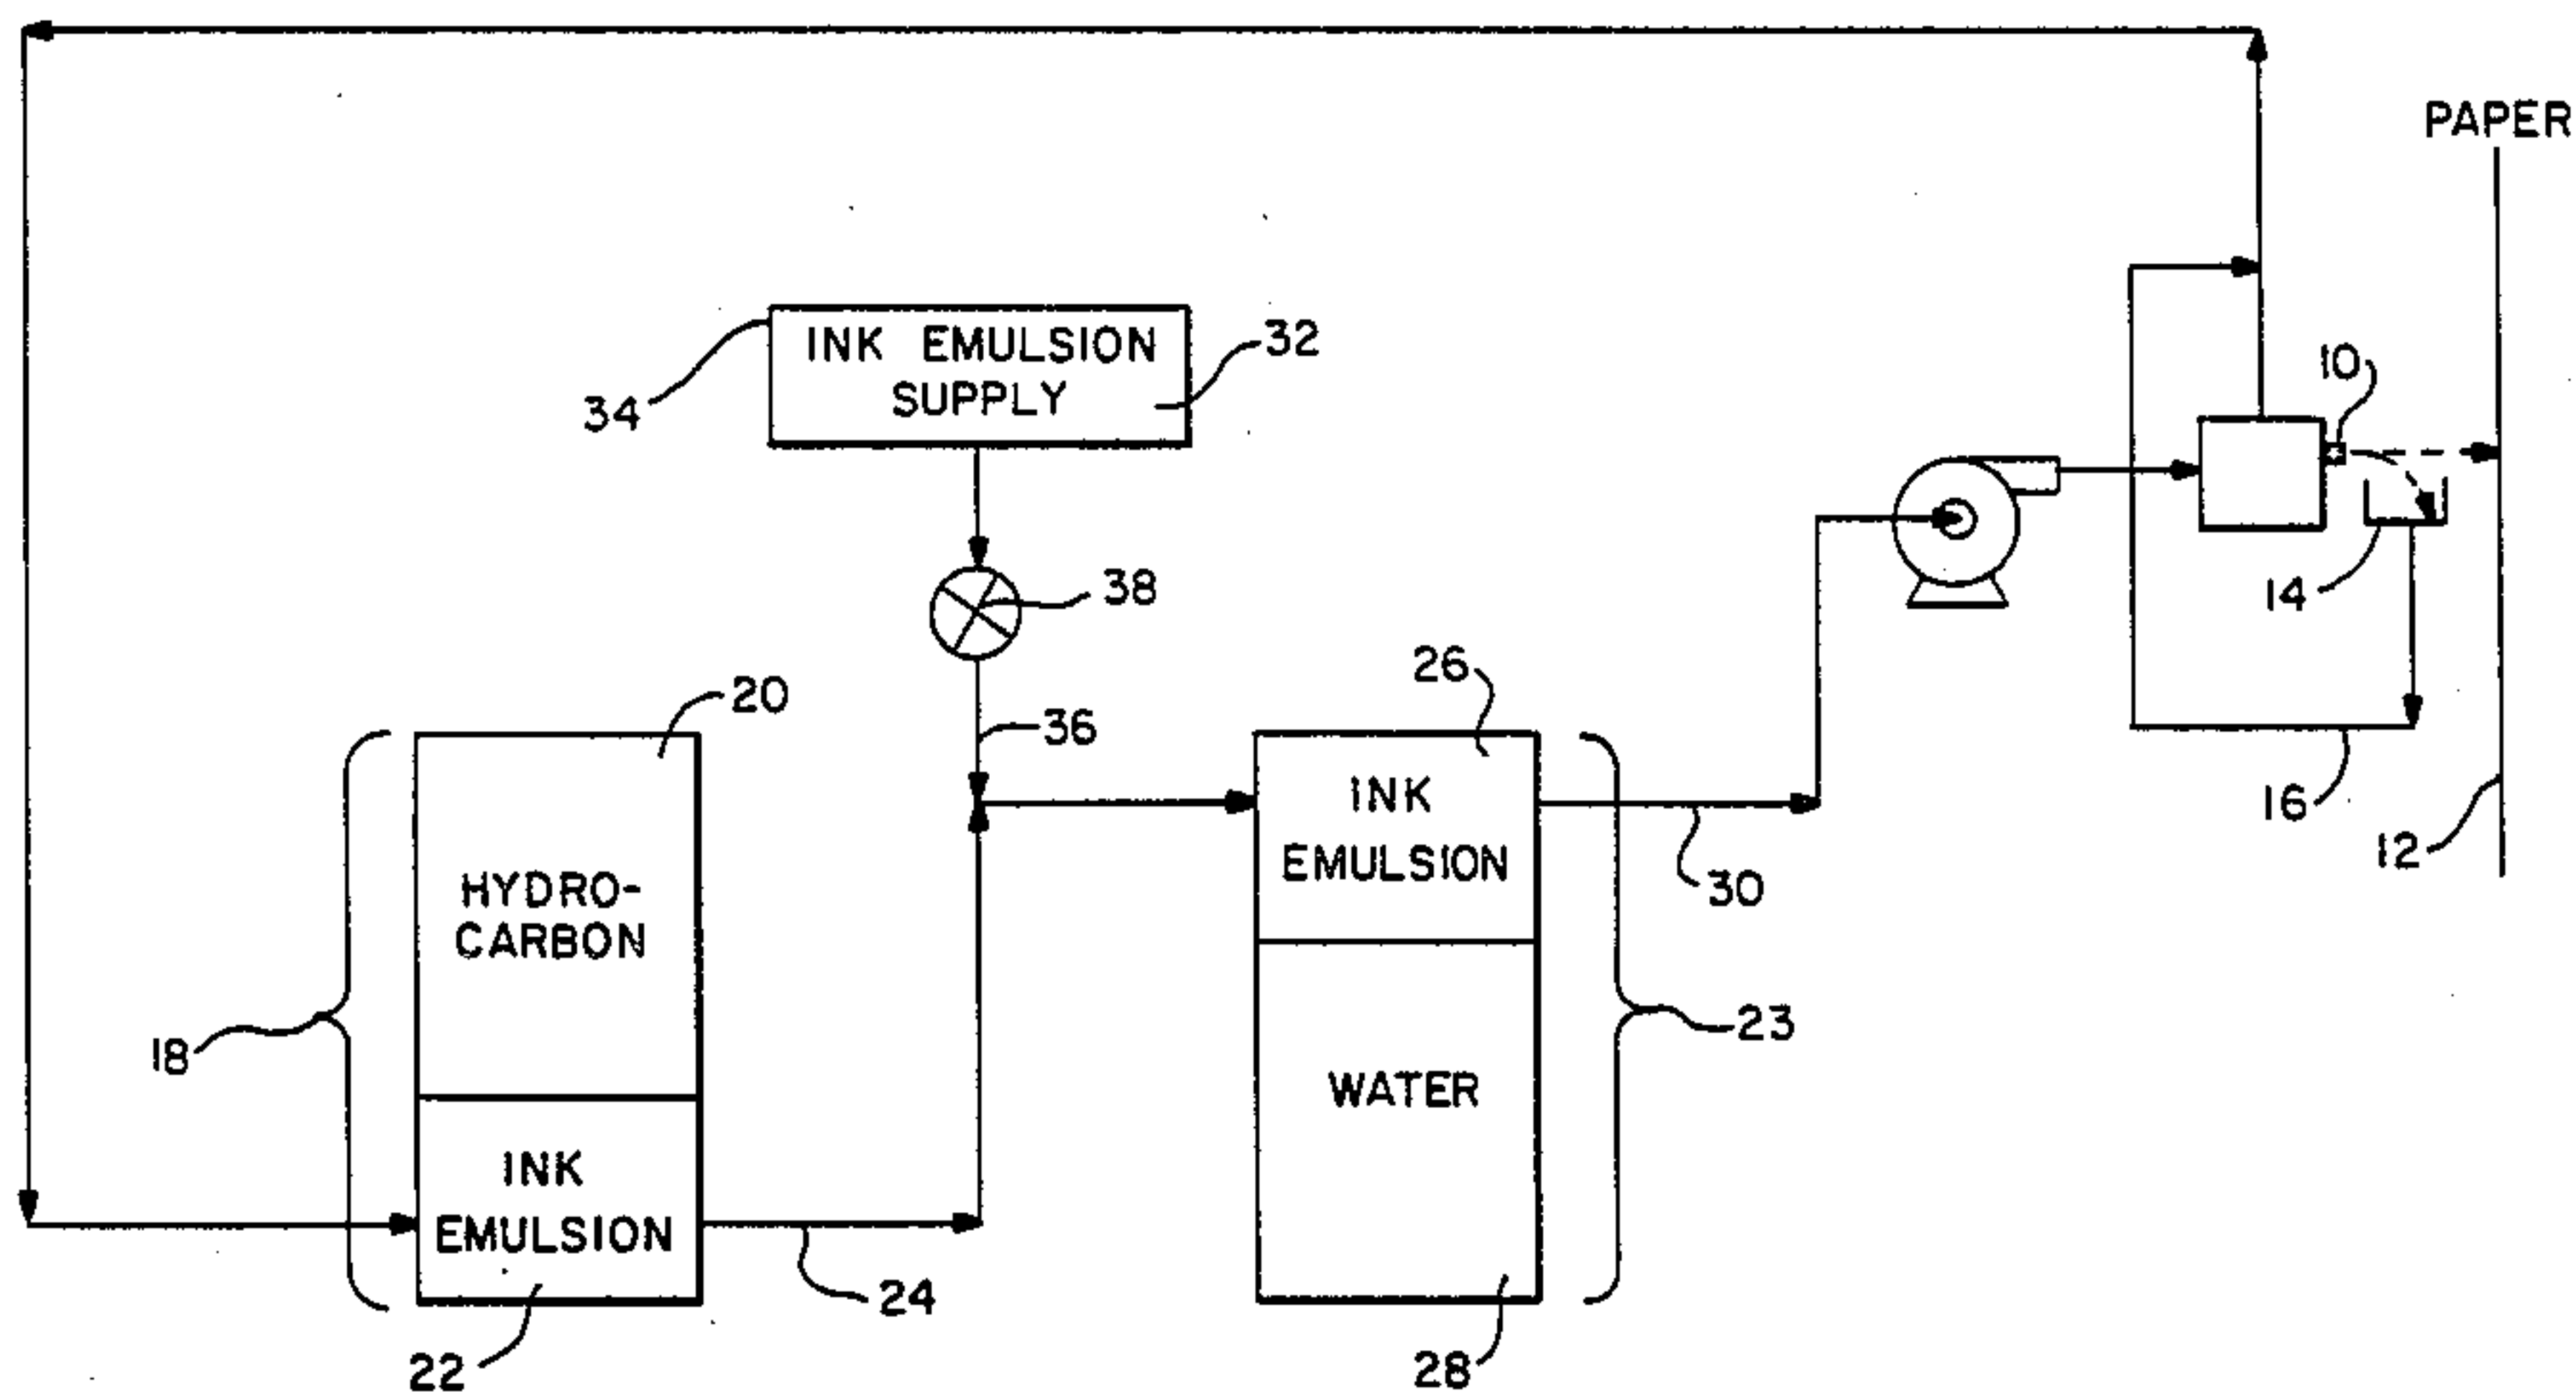 PAPER
INK EMULSION
SUPPLY
32
34
10
38
14
36
20
26
16
12
INK
EMULSION
30
HYDRO-
CARBON
23
18
WATER
INK
EMULSION
24
22
28